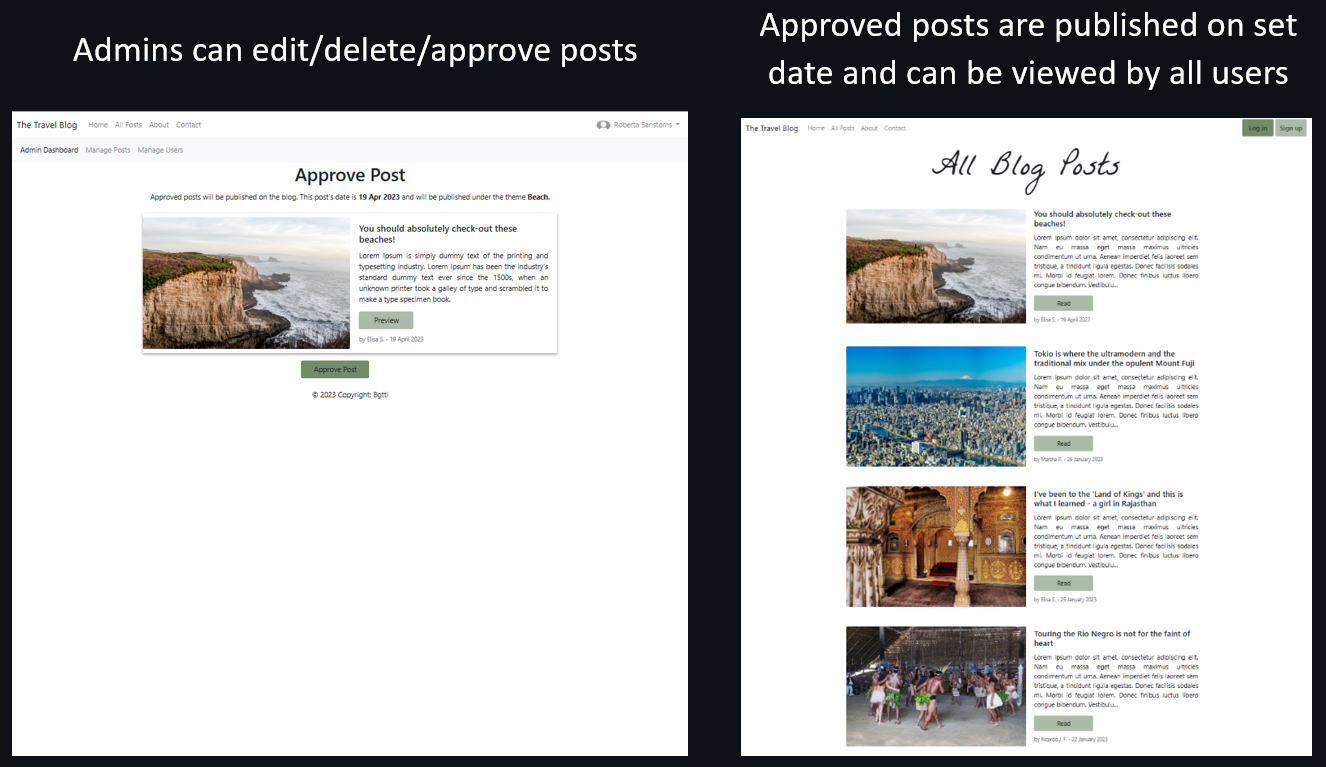 Admins can edit/delete/approve posts
The Travel Blog Home All Posts About Contact Roberta Sanstoms
Admin Dashboard Manage Posts Manage Users
Approve Post
Approved posts will be published on the blog. This post's date is 19 Apr 2023 and will be published under the theme Beach.
You should absolutely check-out these
beaches!
Lorem Ipsum is simply dummy text of the printing and
typesetting industry. Lorem Ipsum has been the industry's
standard dummy text ever since the 1500s, when an
unknown printer took a galley of type and scrambled it to
make a type specimen book.
Preview
by Elisa S. - 19 April 2023
Approve Post
© 2023 Copyright: Bgtti
Approved posts are published on set
date and can be viewed by all users
The Travel Blog Home All Posts About Contact Log in Sign up
All Blog Posts
You should absolutely check-out these
beaches!
Lorem ipsum dolor sit amet, consectetur adipiscing elit.
Nam eu massa eget massa maximus ultricies
condimentum ut urna. Aenean imperdiet felis laoreet sem
tristique, a tincidunt ligula egestas. Donec facilisis sodales
mi. Morbi id feugiat lorem. Donec finibus luctus libero
congue bibendum. Vestibulu...
Read
by Elisa S. - 19 April 2023
Tokio is where the ultramodern and the
traditional mix under the opulent Mount Fuji
Lorem ipsum dolor sit amet, consectetur adipiscing elit.
Nam eu massa eget massa maximus ultricies
condimentum ut urna. Aenean imperdiet felis laoreet sem
tristique, a tincidunt ligula egestas. Donec facilisis sodales
mi. Morbi id feugiat lorem. Donec finibus luctus libero
congue bibendum. Vestibulu...
Read
by Martha P. - 26 January 2023
I've been to the 'Land of Kings' and this is
what I learned - a girl in Rajasthan
Lorem ipsum dolor sit amet, consectetur adipiscing elit.
Nam eu massa eget massa maximus ultricies
condimentum ut urna. Aenean imperdiet felis laoreet sem
tristique, a tincidunt ligula egestas. Donec facilisis sodales
mi. Morbi id feugiat lorem. Donec finibus luctus libero
congue bibendum. Vestibulu...
Read
by Elisa S. - 25 January 2023
Touring the Rio Negro is not for the faint of
heart
Lorem ipsum dolor sit amet, consectetur adipiscing elit.
Nam eu massa eget massa maximus ultricies
condimentum ut urna. Aenean imperdiet felis laoreet sem
tristique, a tincidunt ligula egestas. Donec facilisis sodales
mi. Morbi id feugiat lorem. Donec finibus luctus libero
congue bibendum. Vestibulu...
Read
by Ricardo J. F. - 22 January 2023